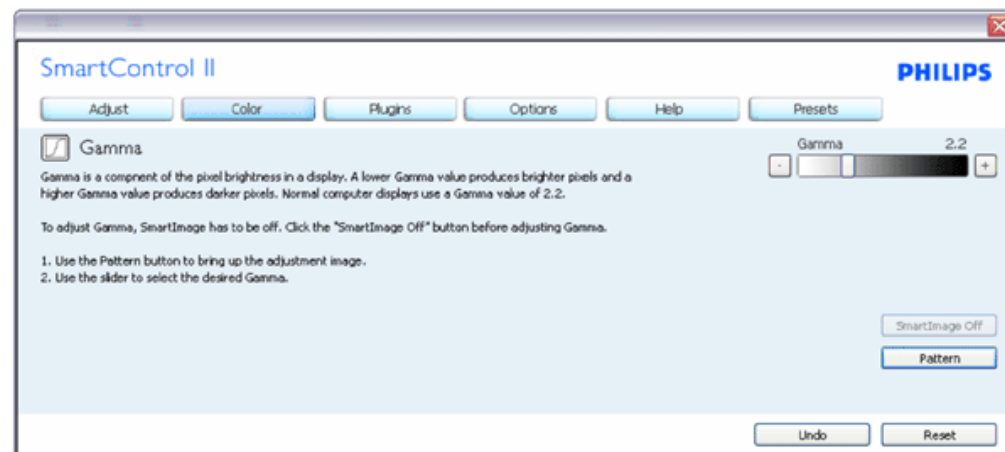 SmartControl II
PHILIPS
Adjust Color Plugins Options Help Presets
Gamma
Gamma 2.2
- +
Gamma is a compnent of the pixel brightness in a display. A lower Gamma value produces brighter pixels and a
higher Gamma value produces darker pixels. Normal computer displays use a Gamma value of 2.2.
To adjust Gamma, SmartImage has to be off. Click the "SmartImage Off" button before adjusting Gamma.
1. Use the Pattern button to bring up the adjustment image.
2. Use the slider to select the desired Gamma.
SmartImage Off
Pattern
Undo Reset